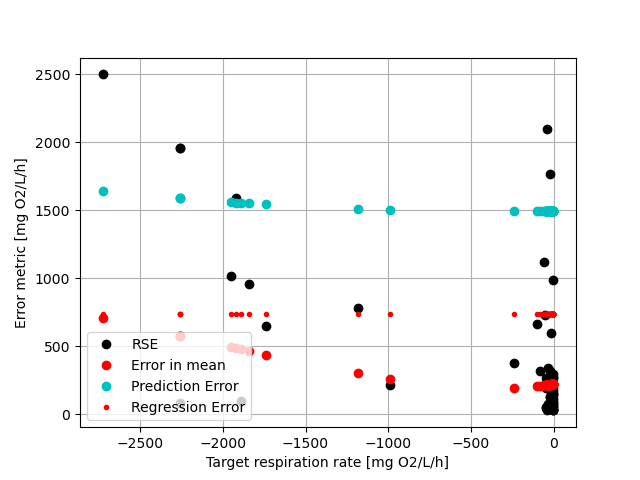 2500
2000
1500
1000
500
0
Error metric [mg O2/L/h]
RSE
Error in mean
Prediction Error
Regression Error
−2500 −2000 −1500 −1000 −500 0
Target respiration rate [mg O2/L/h]